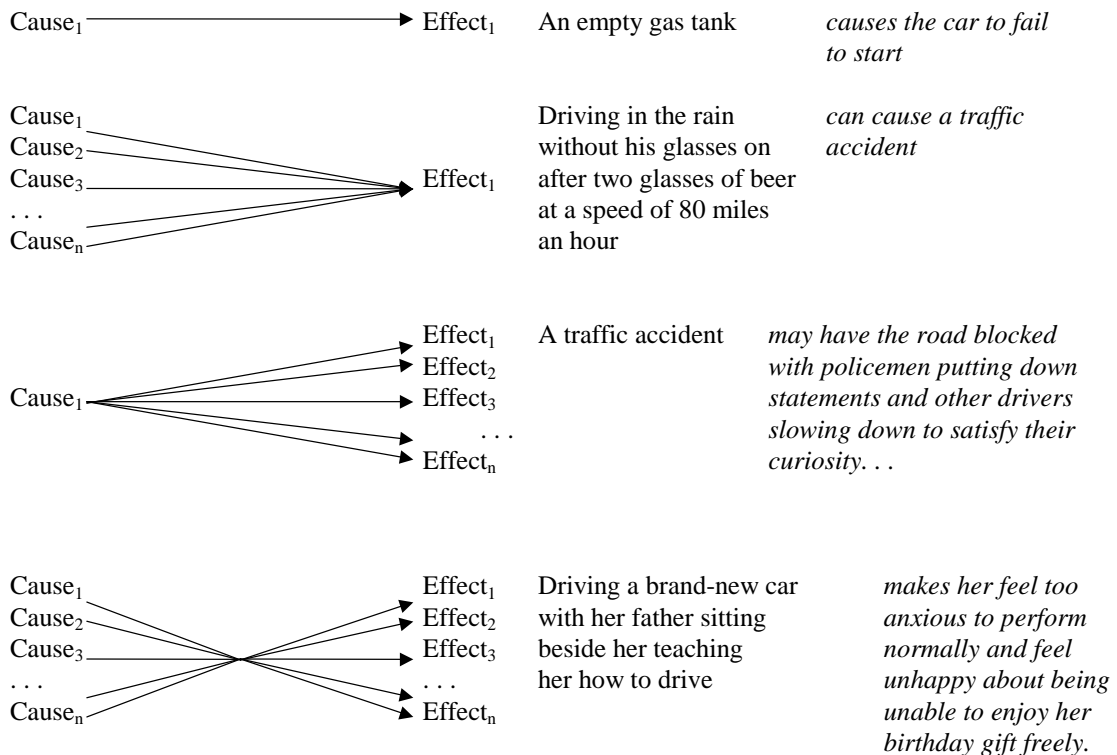 Cause1 Effect1 An empty gas tank causes the car to fail
to start
Cause1 Driving in the rain can cause a traffic
Cause2 without his glasses on accident
Cause3 Effect1 after two glasses of beer
. . . at a speed of 80 miles
Causen an hour
Effect1 A traffic accident may have the road blocked
Effect2 with policemen putting down
Cause1 Effect3 statements and other drivers
. . . slowing down to satisfy their
Effectn curiosity. . .
Cause1 Effect1 Driving a brand-new car makes her feel too
Cause2 Effect2 with her father sitting anxious to perform
Cause3 Effect3 beside her teaching normally and feel
. . . . . . her how to drive unhappy about being
Causen Effectn unable to enjoy her
birthday gift freely.